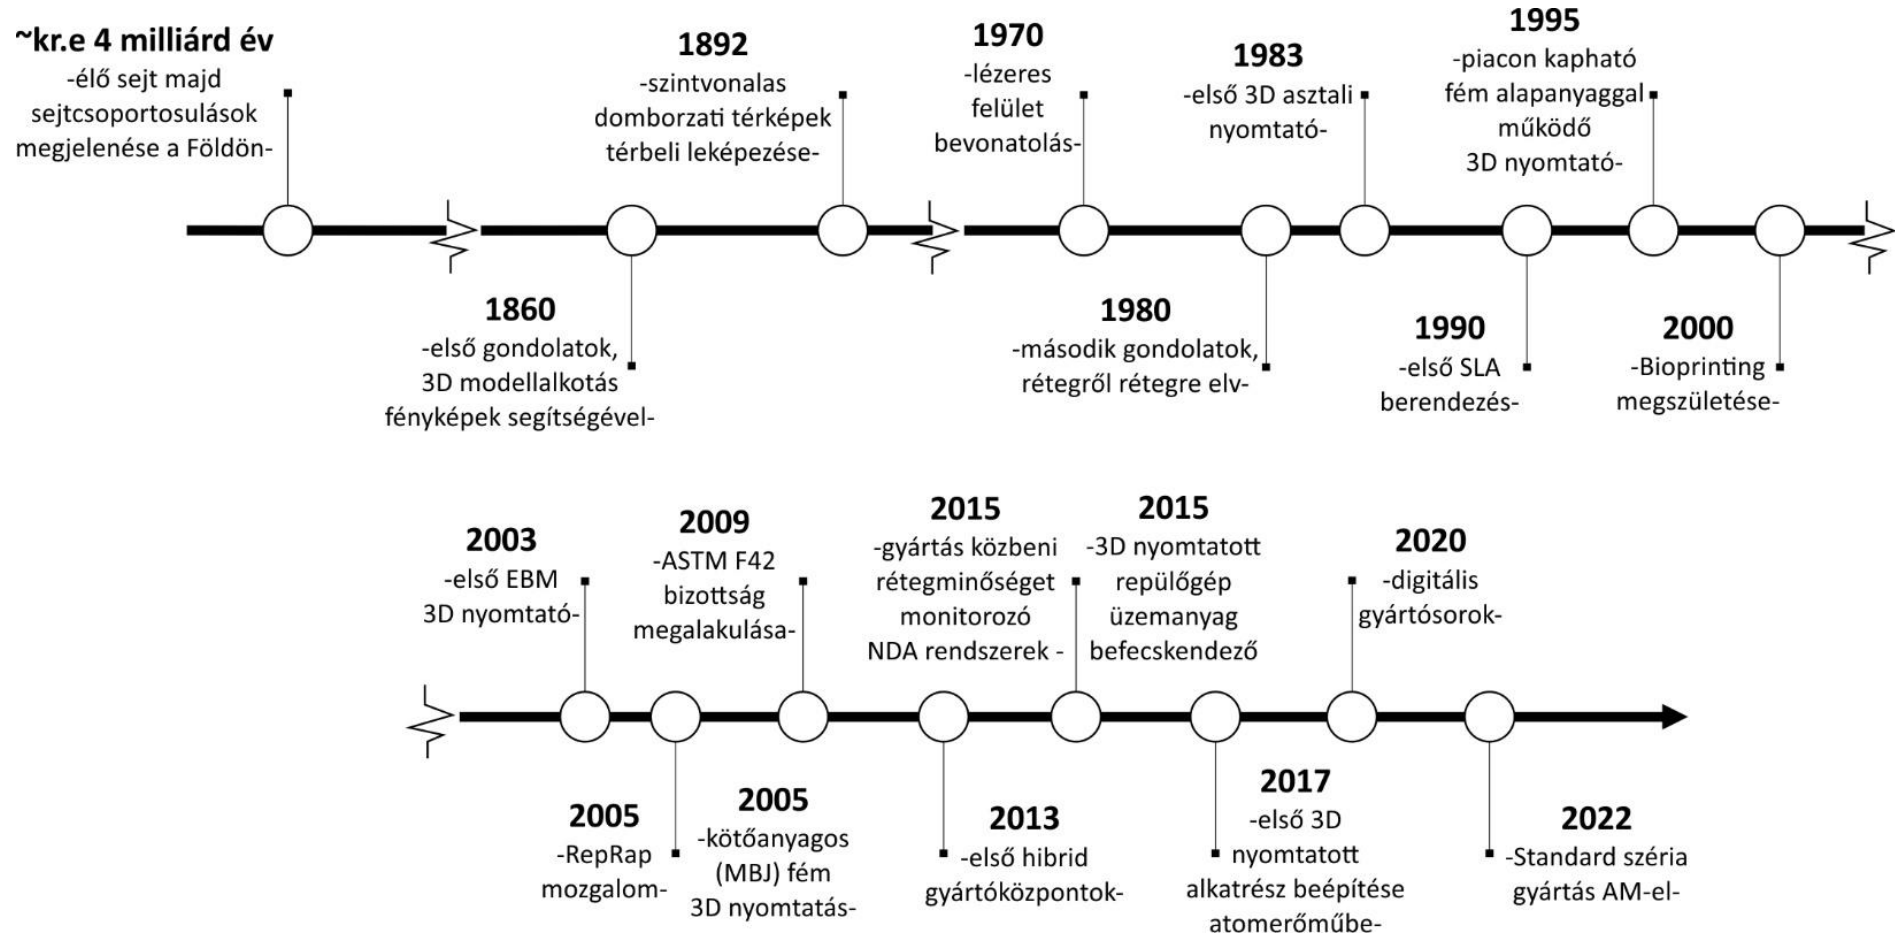 ~kr.e 4 milliárd év
-élő sejt majd
sejtcsoportosulások
megjelenése a Földön-
1860
-első gondolatok,
3D modellalkotás
fényképek segítségével-
1892
-szintvonalas
domborzati térképek
térbeli leképezése-
1970
-lézeres
felület
bevonatolás-
1980
-második gondolatok,
rétegről rétegre elv-
1983
-első 3D asztali
nyomtató-
1990
-első SLA
berendezés-
1995
-piacon kapható
fém alapanyaggal
működő
3D nyomtató-
2000
-Bioprinting
megszületése-
2003
-első EBM
3D nyomtató-
2005
-RepRap
mozgalom-
2005
-kötőanyagos
(MBJ) fém
3D nyomtatás-
2009
-ASTM F42
bizottság
megalakulása-
2013
-első hibrid
gyártóközpontok-
2015
-gyártás közbeni
rétegminőséget
monitorozó
NDA rendszerek -
2015
-3D nyomtatott
repülőgép
üzemanyag
befecskendező
2017
-első 3D
nyomtatott
alkatrész beépítése
atomerőműbe-
2020
-digitális
gyártósorok-
2022
-Standard széria
gyártás AM-el-